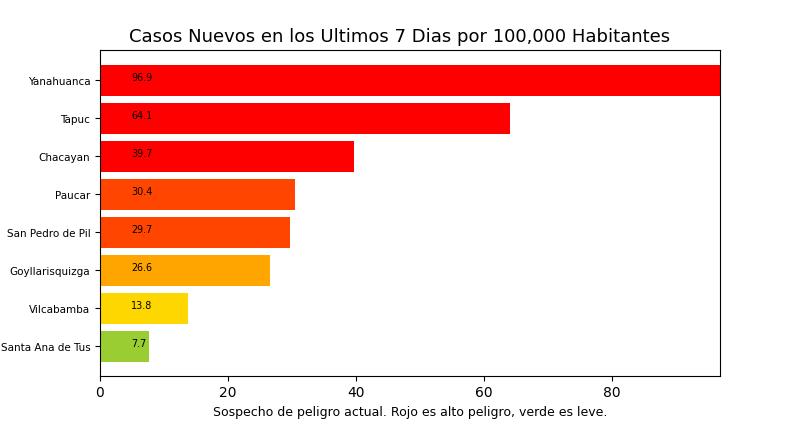 Casos Nuevos en los Ultimos 7 Dias por 100,000 Habitantes
Yanahuanca 96.9
Tapuc 64.1
Chacayan 39.7
Paucar 30.4
San Pedro de Pil 29.7
Goyllarisquizga 26.6
Vilcabamba 13.8
Santa Ana de Tus 7.7
0 20 40 60 80
Sospecho de peligro actual. Rojo es alto peligro, verde es leve.